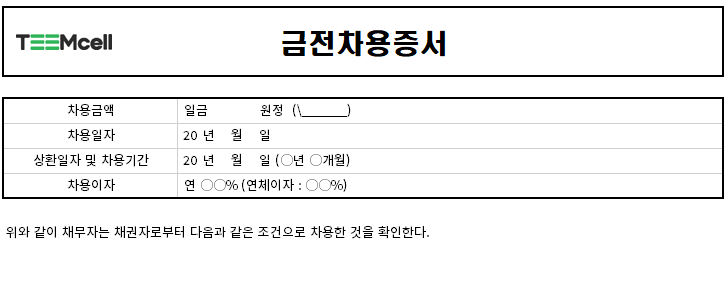 TEEMcell
금전차용증서
차용금액 일금 원정 (\_______)
차용일자 20 년 월 일
상환일자 및 차용기간 20 년 월 일 (○년 ○개월)
차용이자 연 ○○% (연체이자 : ○○%)
위와 같이 채무자는 채권자로부터 다음과 같은 조건으로 차용한 것을 확인한다.